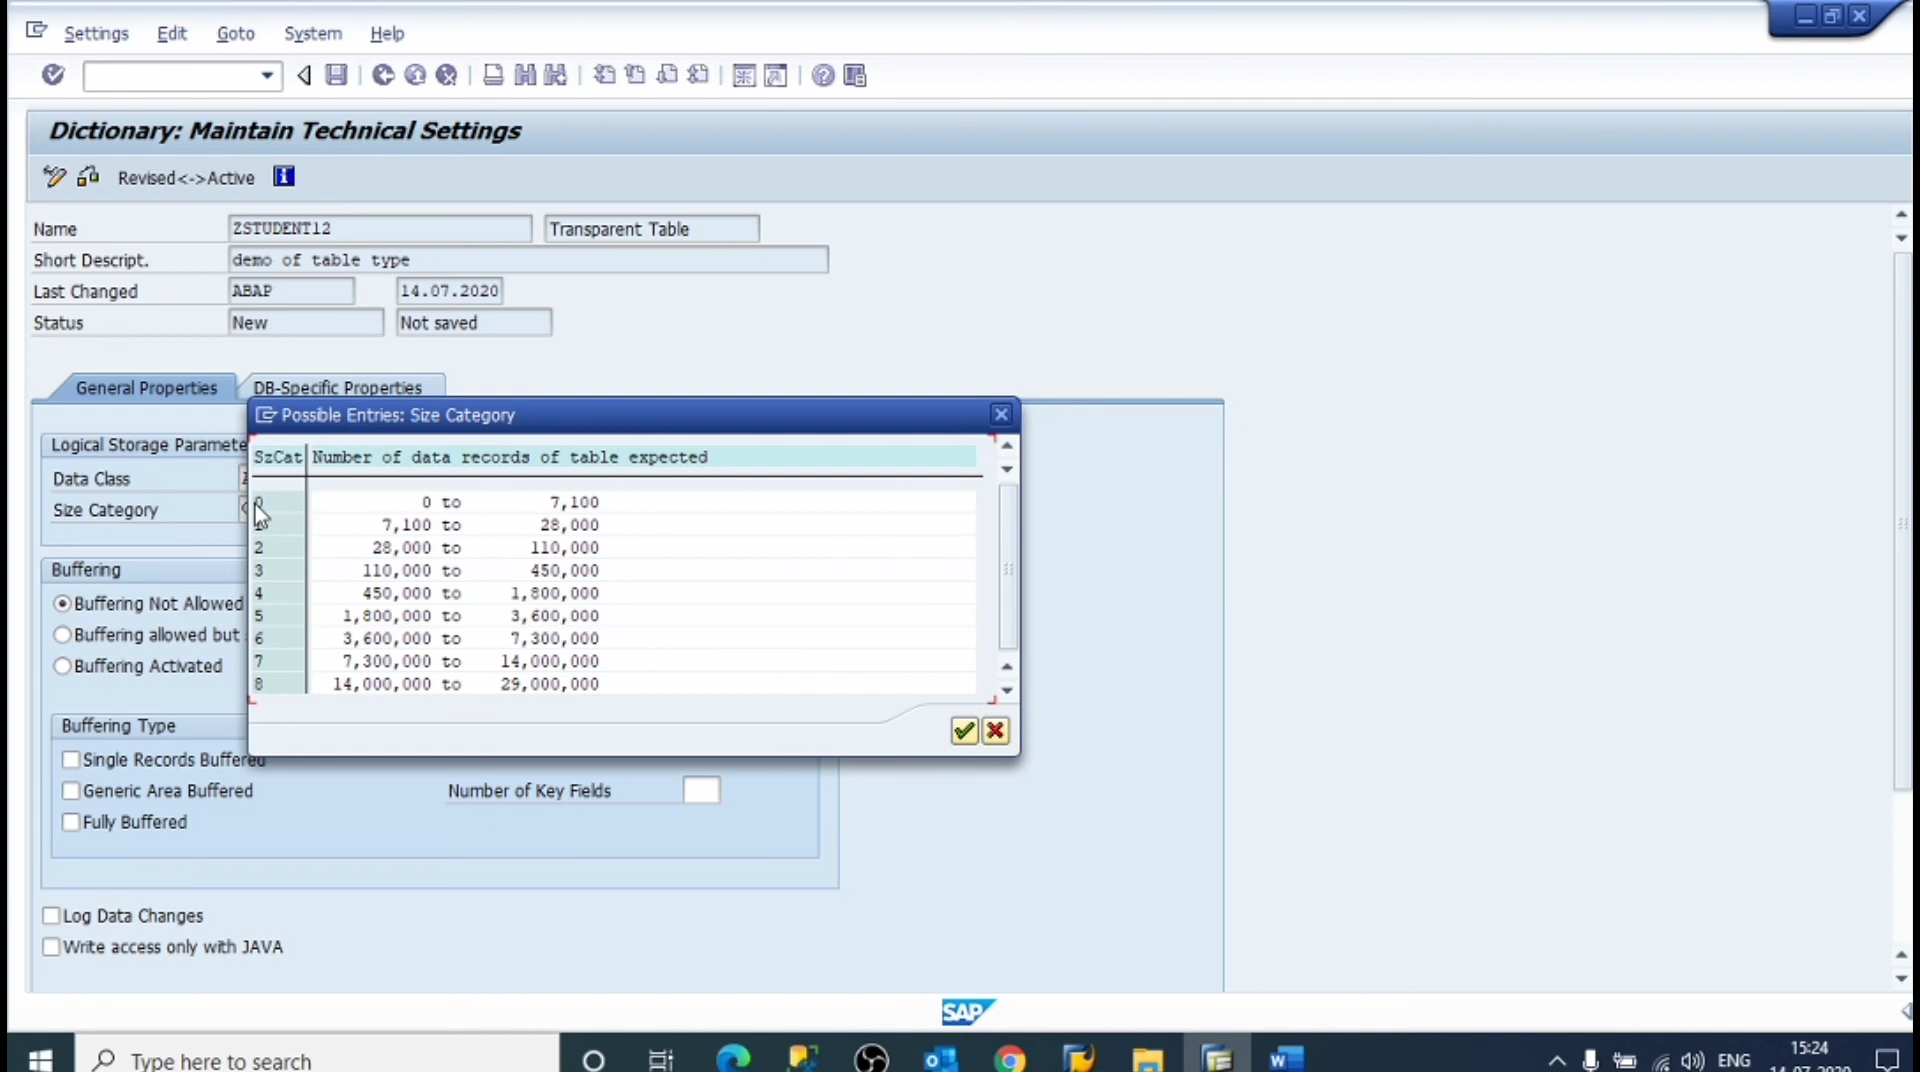 Settings Edit Goto System Help
Dictionary: Maintain Technical Settings
Revised<->Active
Name ZSTUDENT12 Transparent Table
Short Descript. demo of table type
Last Changed ABAP 14.07.2020
Status New Not saved
General Properties DB-Specific Properties
Possible Entries: Size Category
Logical Storage Paramete
SzCat Number of data records of table expected
Data Class
Size Category
0 0 to 7,100
1 7,100 to 28,000
2 28,000 to 110,000
3 110,000 to 450,000
4 450,000 to 1,800,000
5 1,800,000 to 3,600,000
6 3,600,000 to 7,300,000
7 7,300,000 to 14,000,000
8 14,000,000 to 29,000,000
Buffering
Buffering Not Allowed
Buffering allowed but
Buffering Activated
Buffering Type
Single Records Buffered
Generic Area Buffered Number of Key Fields
Fully Buffered
Log Data Changes
Write access only with JAVA
SAP
Type here to search
ENG
15:24
14.07.2020